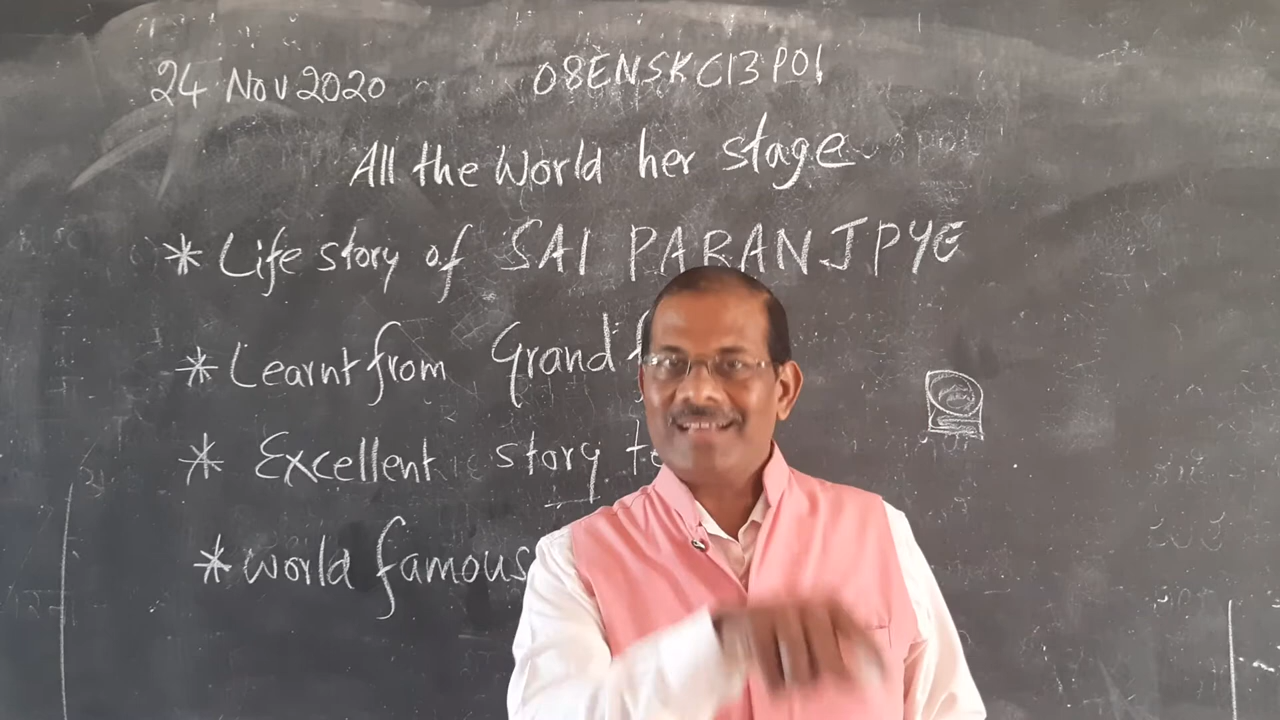 24 Nov 2020 08ENSKC13P01
All the World her stage
* Life story of SAI PARANJPYE
* Learnt from Grand f
* Excellent story te
* World famous